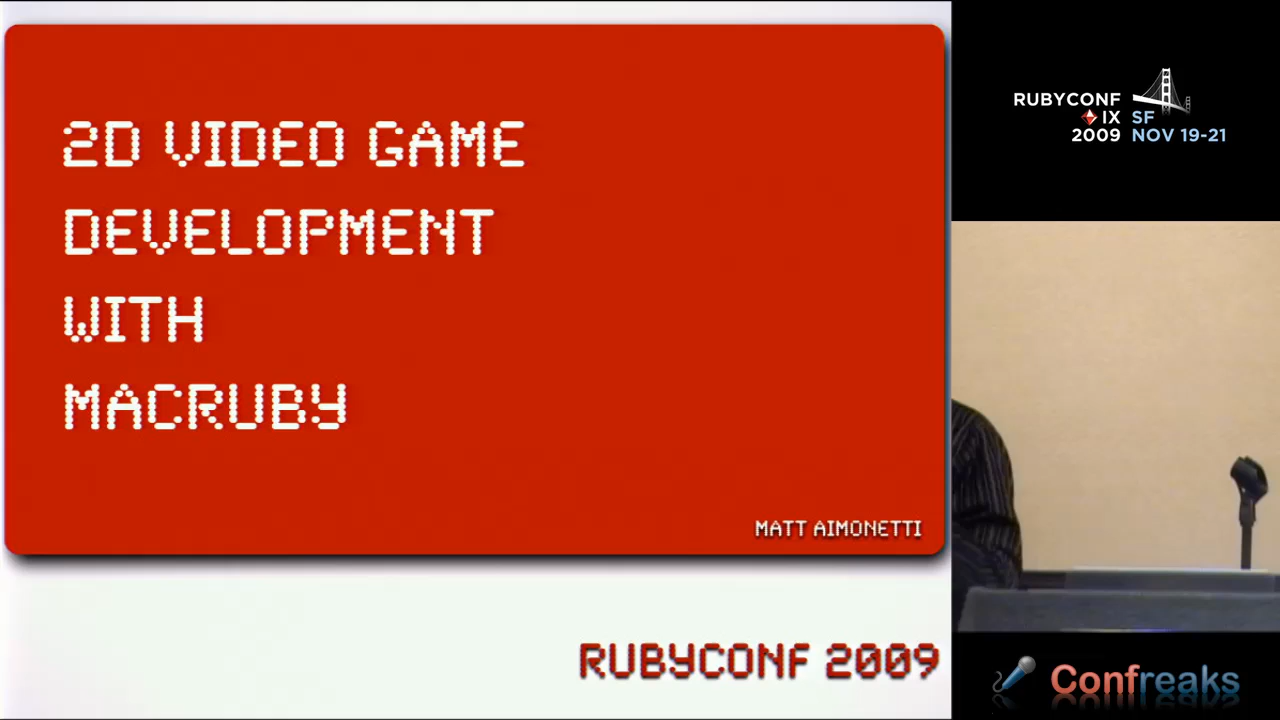 2D VIDEO GAME
DEVELOPMENT
WITH
MACRUBY
MATT AIMONETTI
RUBYCONF 2009
RUBYCONF
IX
2009
SF
NOV 19-21
Confreaks